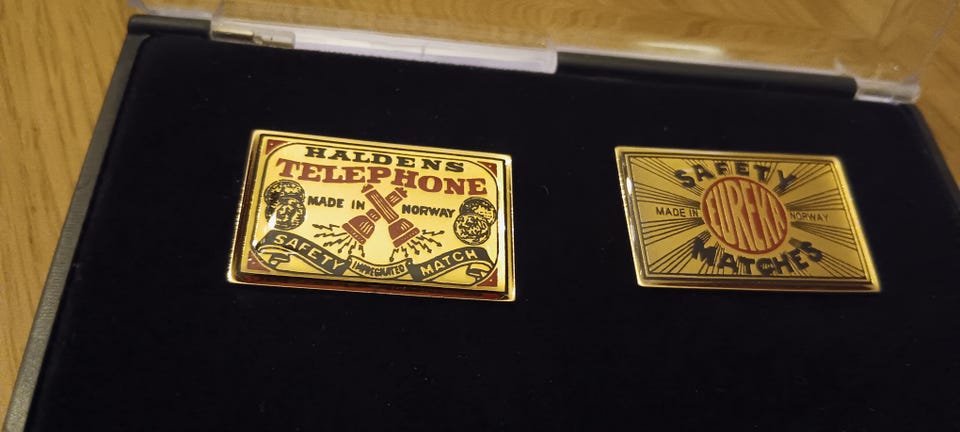 HALDENS
TELEPHONE
MADE IN NORWAY
SAFETY IMPREGNATED MATCH
SAFETY
MADE IN EUREKA NORWAY
MATCHES